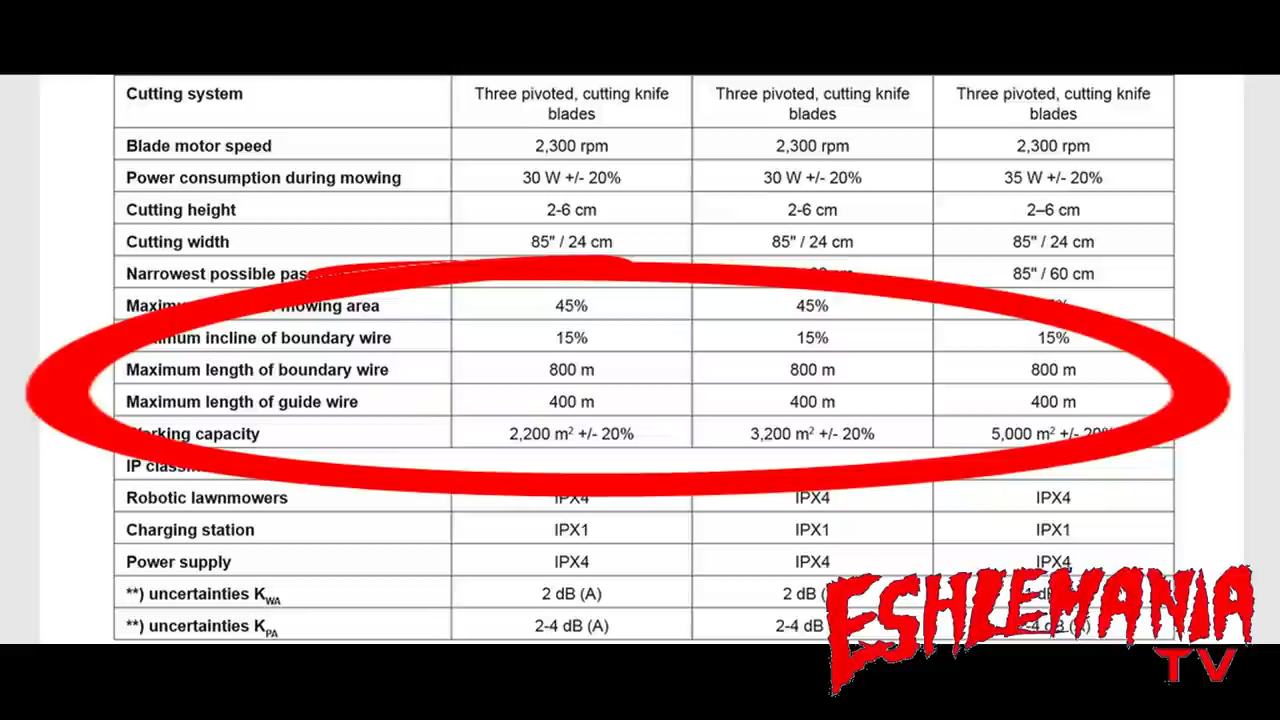 Cutting system Three pivoted, cutting knife blades Three pivoted, cutting knife blades Three pivoted, cutting knife blades
Blade motor speed 2,300 rpm 2,300 rpm 2,300 rpm
Power consumption during mowing 30 W +/- 20% 30 W +/- 20% 35 W +/- 20%
Cutting height 2-6 cm 2-6 cm 2–6 cm
Cutting width 85" / 24 cm 85" / 24 cm 85" / 24 cm
Narrowest possible 85" / 60 cm
mowing area 45% 45%
incline of boundary wire 15% 15% 15%
Maximum length of boundary wire 800 m 800 m 800 m
Maximum length of guide wire 400 m 400 m 400 m
capacity 2,200 m² +/- 20% 3,200 m² +/- 20% 5,000 m² +/- 20%
IP
Robotic lawnmowers IPX4 IPX4 IPX4
Charging station IPX1 IPX1 IPX1
Power supply IPX4 IPX4 IPX4
**) uncertainties KWA 2 dB (A) 2 dB
**) uncertainties KPA 2-4 dB (A) 2-4 dB
ESHLEMANIA
TV